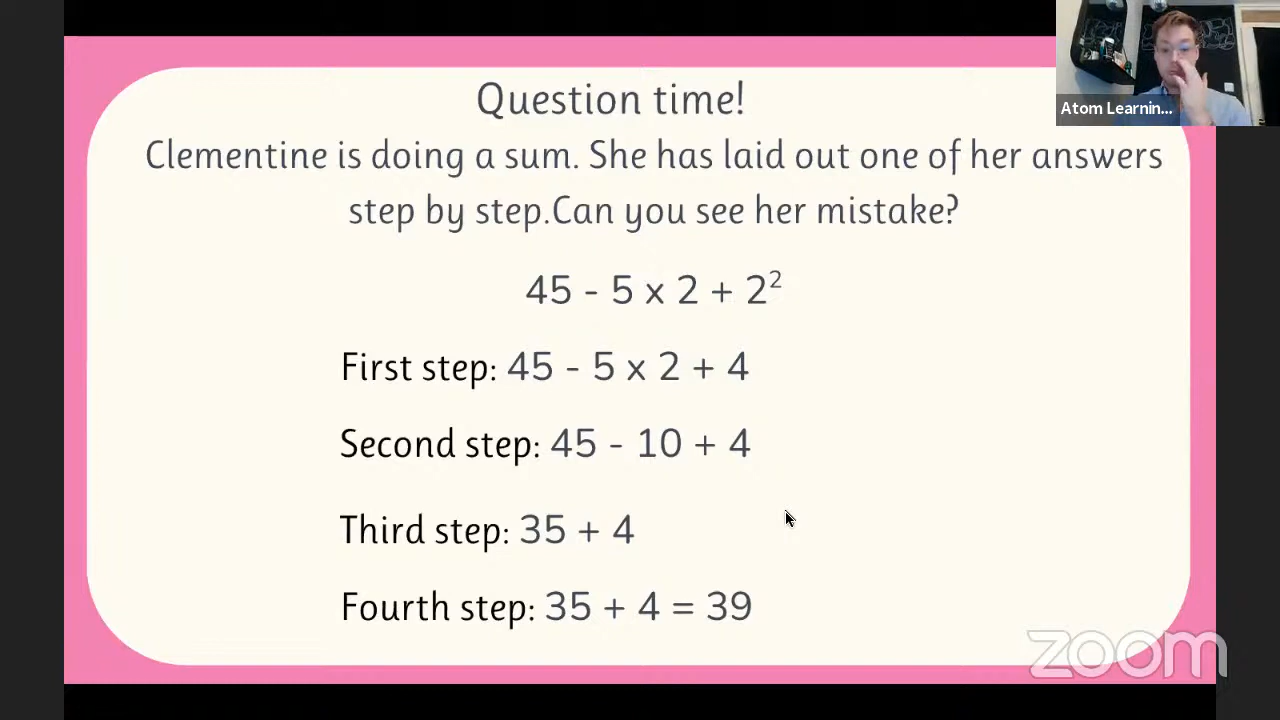 Question time!
Clementine is doing a sum. She has laid out one of her answers
step by step.Can you see her mistake?
45 - 5 x 2 + 2²
First step: 45 - 5 x 2 + 4
Second step: 45 - 10 + 4
Third step: 35 + 4
Fourth step: 35 + 4 = 39
Atom Learnin...
zoom